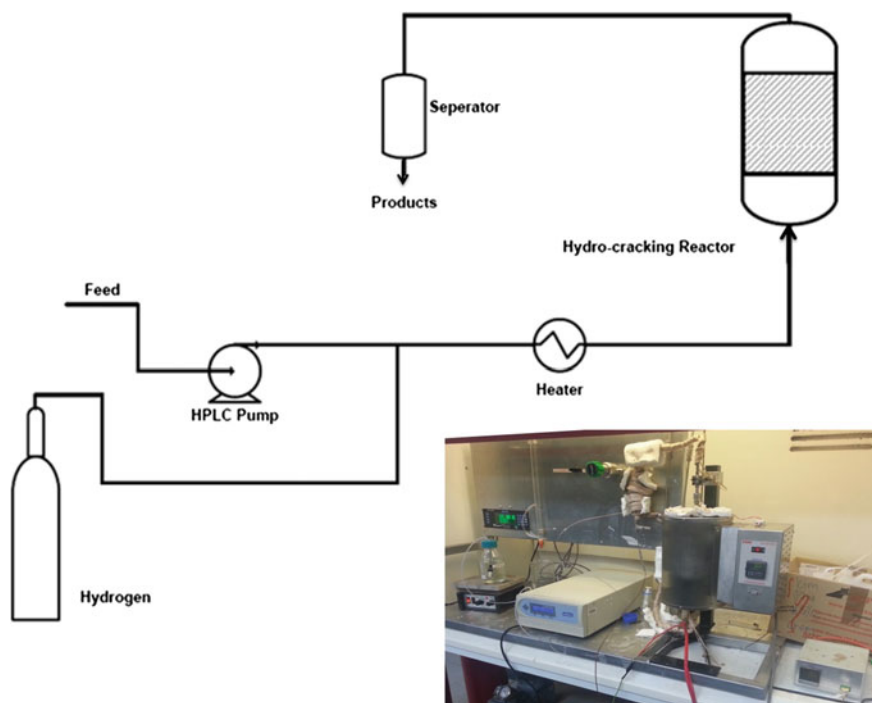 Seperator
Products
Hydro-cracking Reactor
Feed
HPLC Pump
Heater
Hydrogen